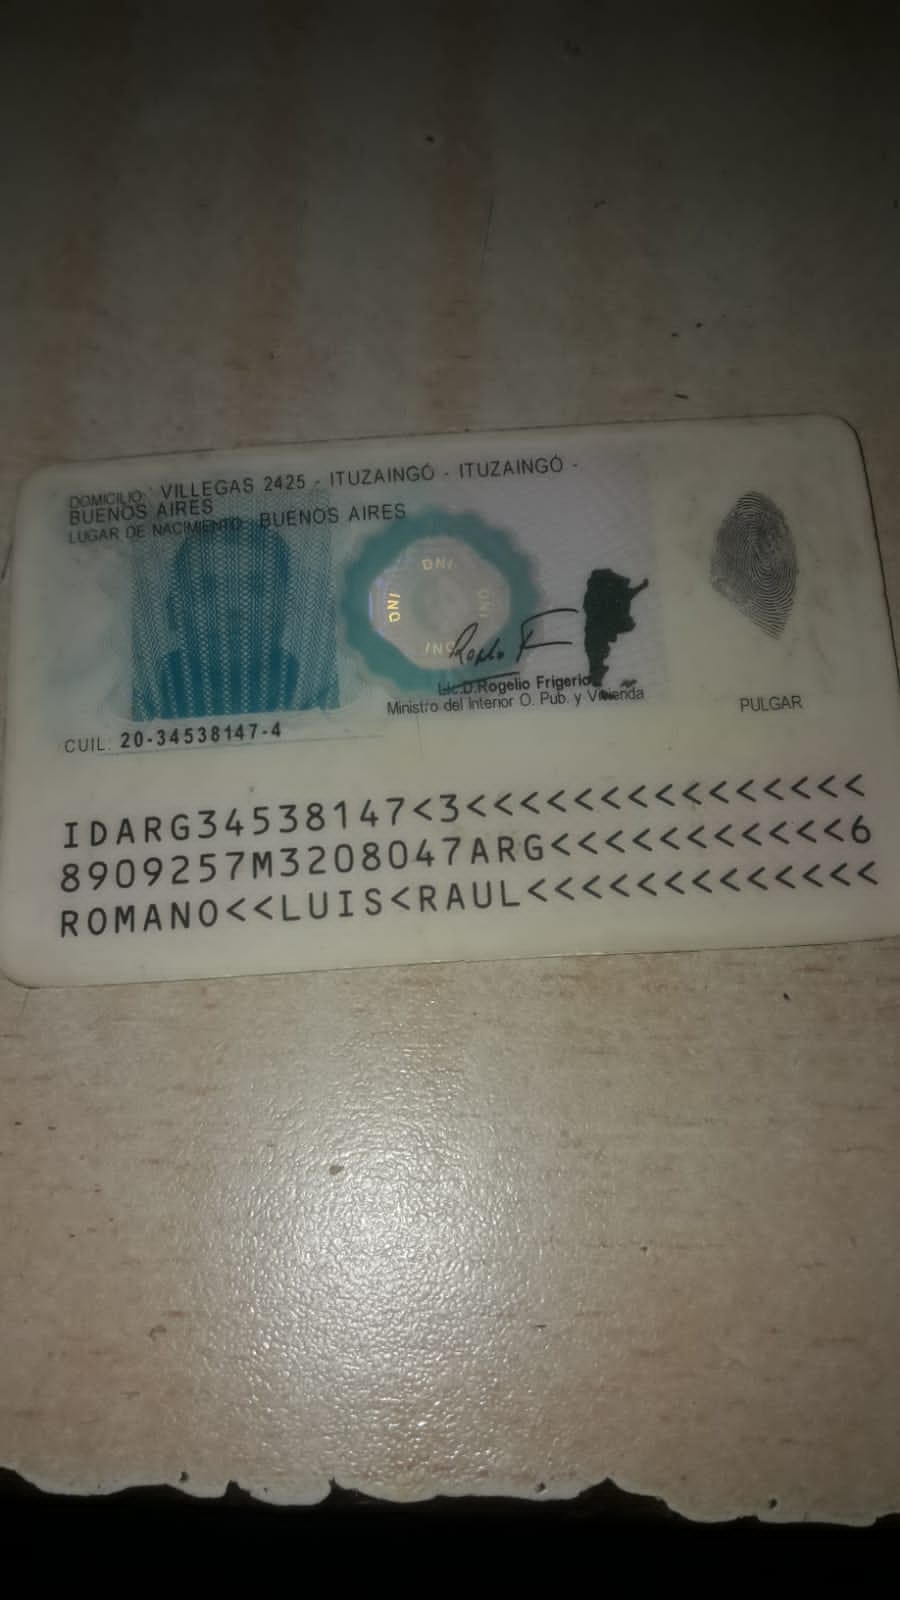 DOMICILIO: VILLEGAS 2425 - ITUZAINGÓ - ITUZAINGÓ -
BUENOS AIRES
LUGAR DE NACIMIENTO: BUENOS AIRES
DNI
DNI
DNI
DNI
Lic.D.Rogelio Frigerio
Ministro del Interior O. Pub. y Vivienda
PULGAR
CUIL: 20-34538147-4
IDARG34538147<3<<<<<<<<<<<<<<<
8909257M3208047ARG<<<<<<<<<<<6
ROMANO<<LUIS<RAUL<<<<<<<<<<<<<